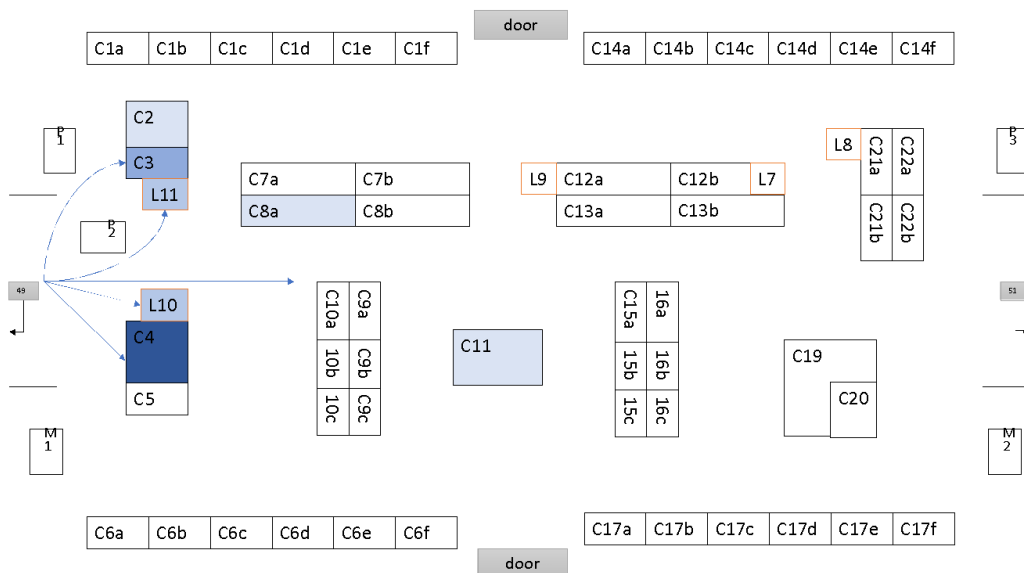 door
C1a C1b C1c C1d C1e C1f
C14a C14b C14c C14d C14e C14f
C2
P
1
C3
L11
P
2
C7a C7b
C8a C8b
L9 C12a C12b L7
C13a C13b
L8
C21a C22a
C21b C22b
P
3
49
L10
C4
C5
C10a C9a
10b C9b
10c C9c
C11
C15a 16a
15b 16b
15c 16c
C19
C20
51
M
1
M
2
C6a C6b C6c C6d C6e C6f
C17a C17b C17c C17d C17e C17f
door